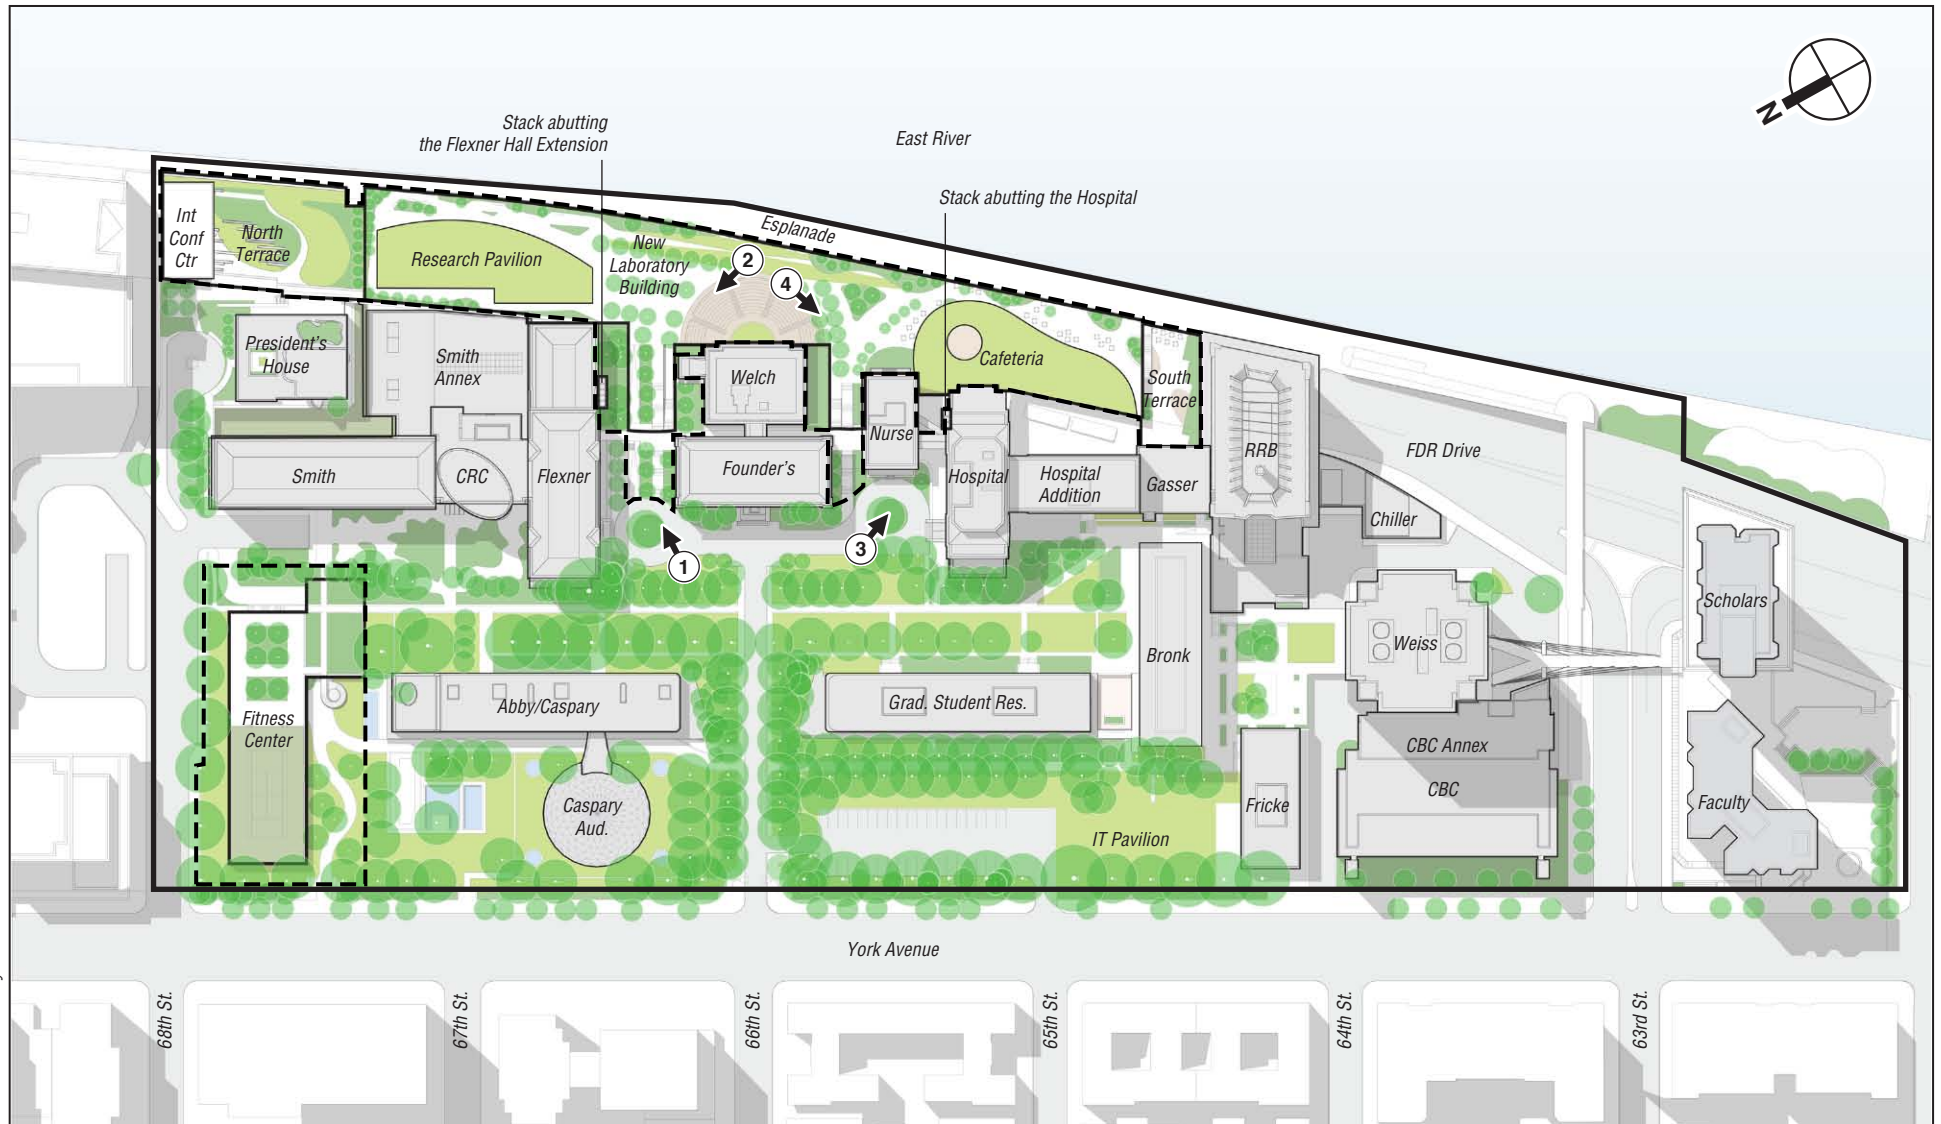 N
Stack abutting
the Flexner Hall Extension
East River
Stack abutting the Hospital
Esplanade
Int
Conf
Ctr
North
Terrace
Research Pavilion
New
Laboratory
Building
2
4
President's
House
Smith
Annex
Welch
Cafeteria
South
Terrace
Nurse
RRB
FDR Drive
Smith
CRC
Flexner
Founder's
Hospital
Hospital
Addition
Gasser
Chiller
1
3
Scholars
Weiss
Bronk
Abby/Caspary
Grad. Student Res.
Fitness
Center
CBC Annex
CBC
Caspary
Aud.
Fricke
Faculty
IT Pavilion
York Avenue
68th St.
67th St.
66th St.
65th St.
64th St.
63rd St.